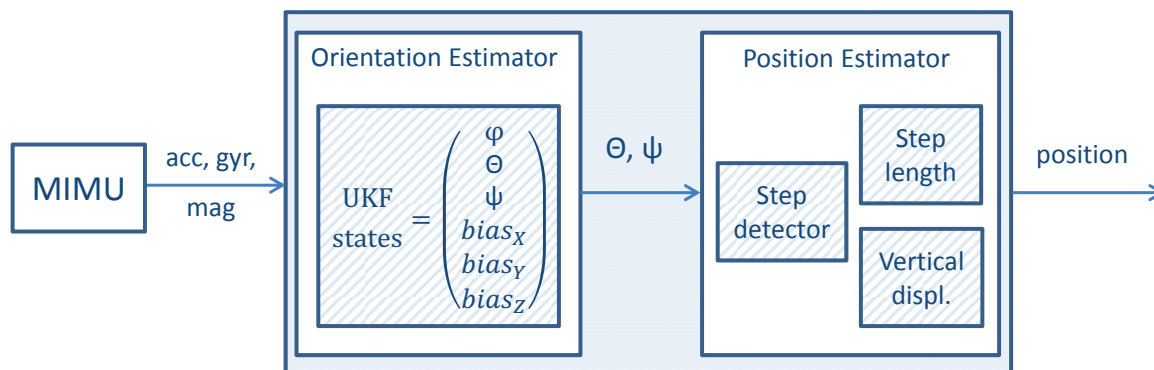 MIMU
acc, gyr,
mag
Orientation Estimator
UKF
states
=
φ
Θ
ψ
bias_X
bias_Y
bias_Z
Θ, ψ
Position Estimator
Step
detector
Step
length
Vertical
displ.
position